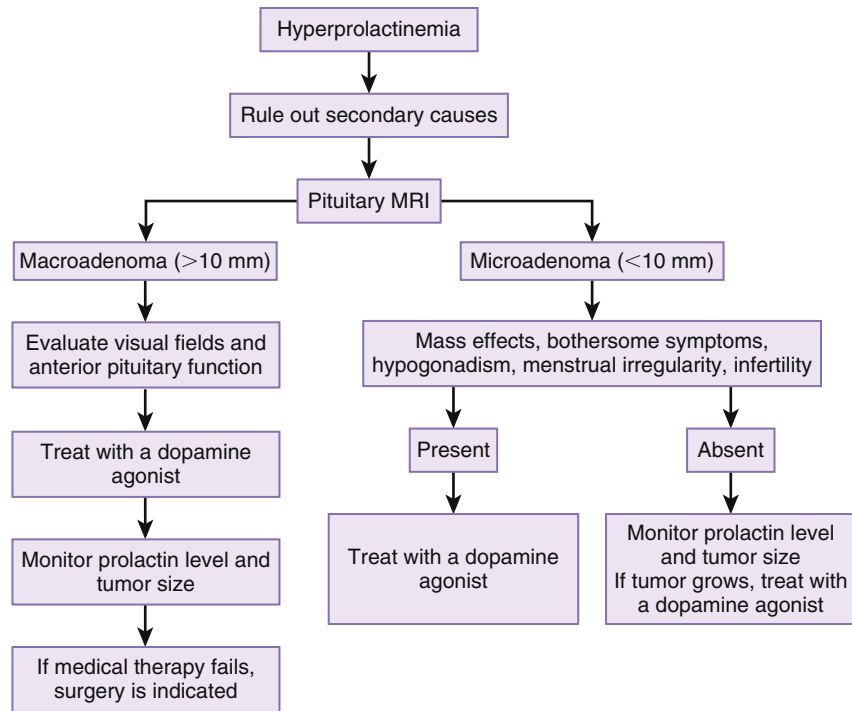 Hyperprolactinemia
Rule out secondary causes
Pituitary MRI
Macroadenoma (>10 mm)
Evaluate visual fields and
anterior pituitary function
Treat with a dopamine
agonist
Monitor prolactin level and
tumor size
If medical therapy fails,
surgery is indicated
Microadenoma (<10 mm)
Mass effects, bothersome symptoms,
hypogonadism, menstrual irregularity, infertility
Present
Treat with a dopamine
agonist
Absent
Monitor prolactin level
and tumor size
If tumor grows, treat with
a dopamine agonist